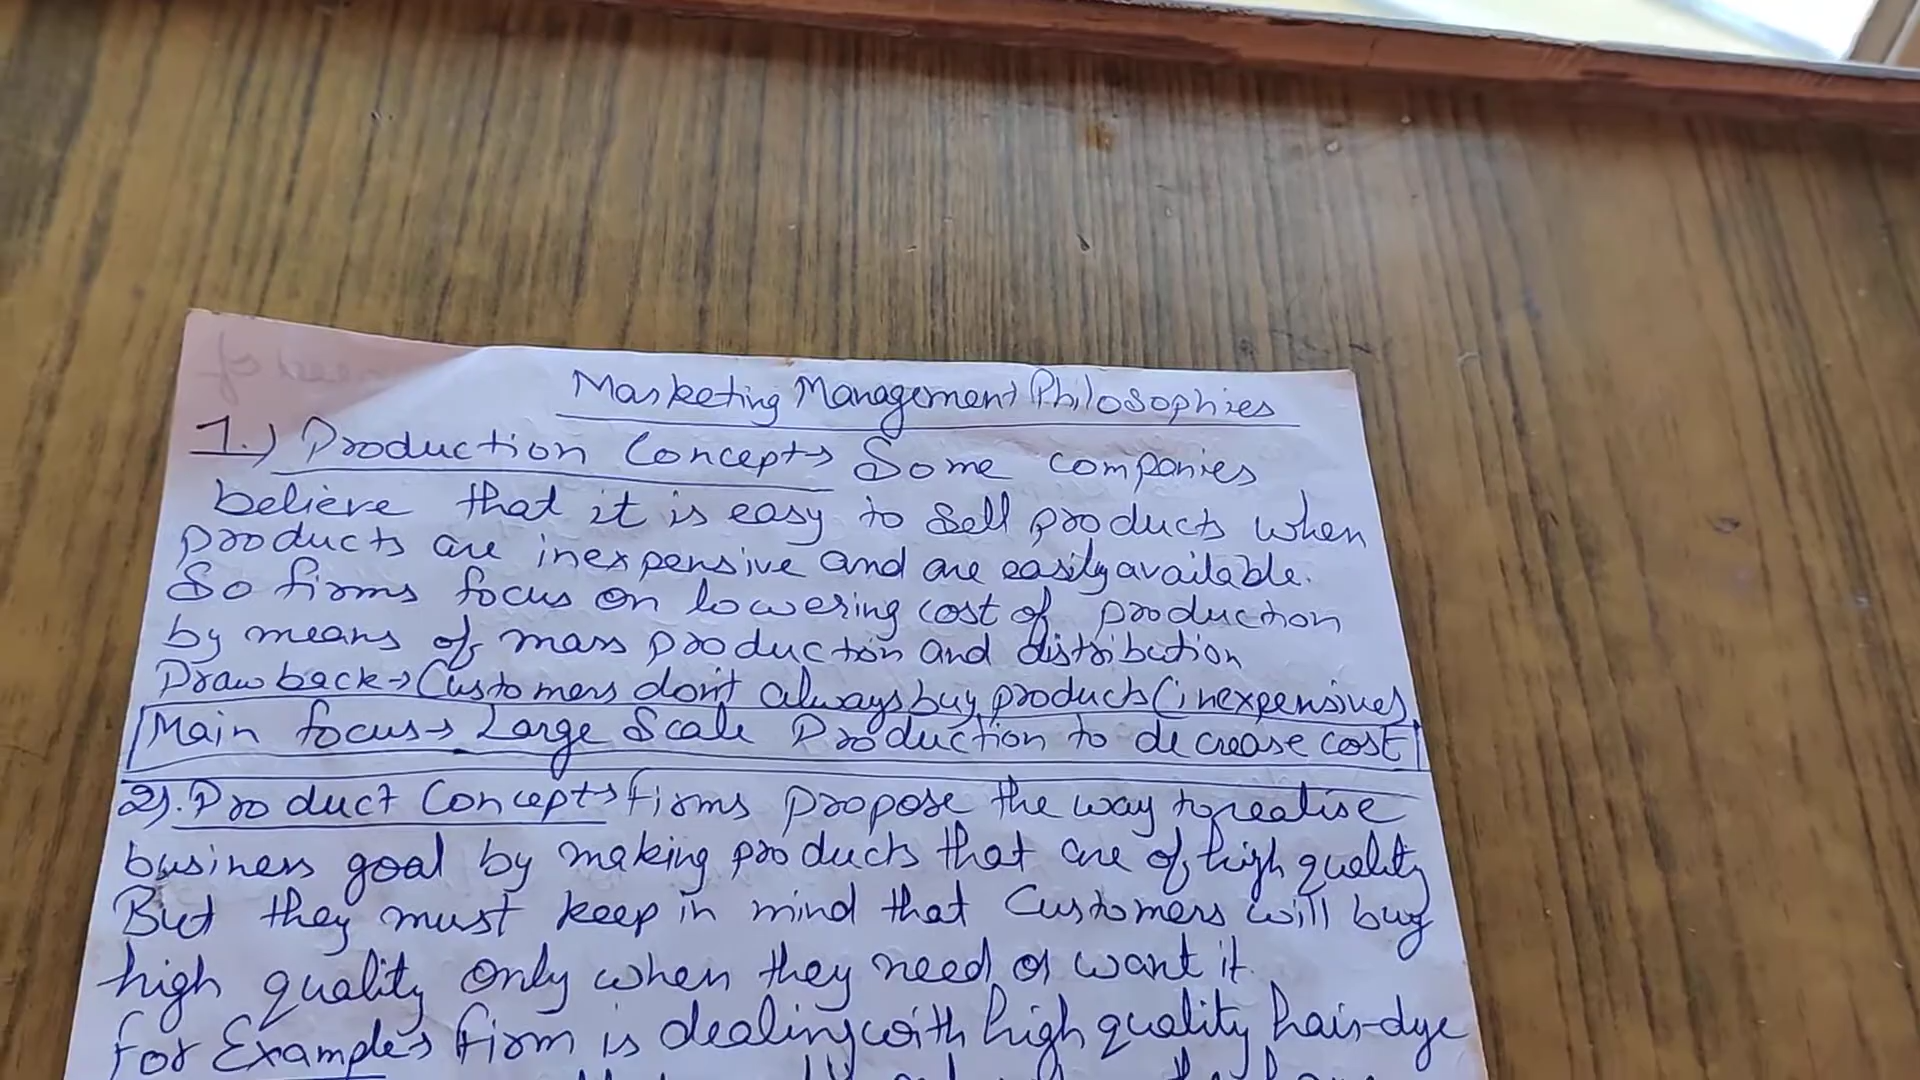 Marketing Management Philosophies
1.) Production Concept→ Some companies
believe that it is easy to sell products when
products are inexpensive and are easily available.
So firms focus on lowering cost of production
by means of mass production and distribution
Drawback→ Customers don't always buy products (inexpensive)
Main focus→ Large Scale Production to decrease cost
2). Product Concept→ firms propose the way to realise
business goal by making products that are of high quality
But they must keep in mind that Customers will buy
high quality only when they need or want it.
For Example→ Firm is dealing with high quality hair-dye